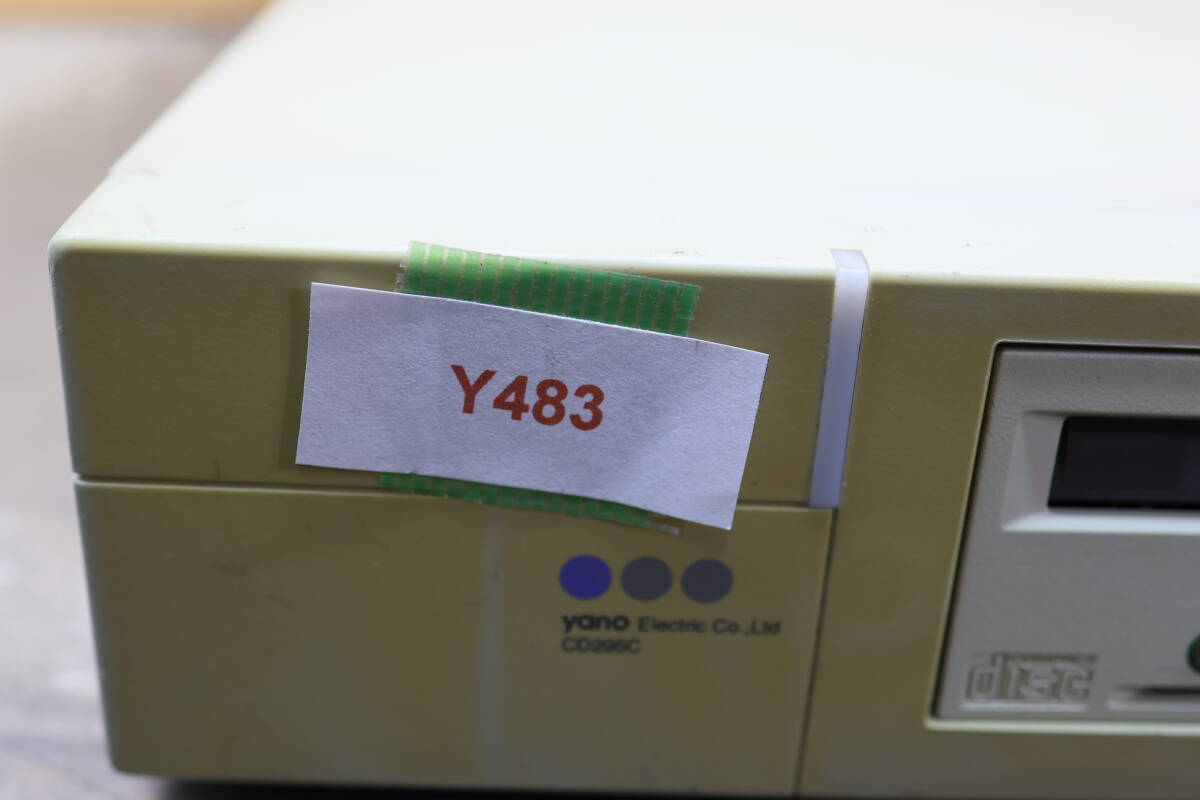 Y483
yano Electric Co.,Ltd
CD295C
disc